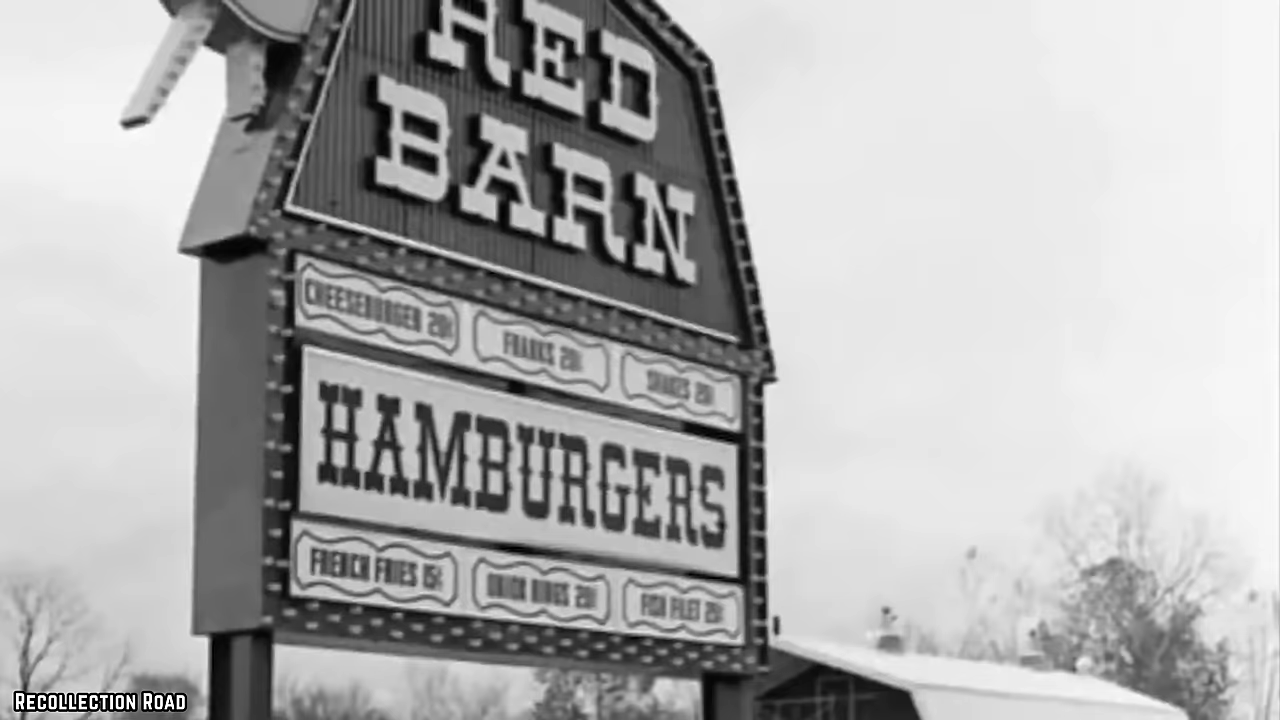 RED
BARN
CHEESEBURGER 20¢
FRANKS 20¢
SHAKES 20¢
HAMBURGERS
FRENCH FRIES 15¢
ONION RINGS 20¢
FISH FILET 25¢
RECOLLECTION ROAD